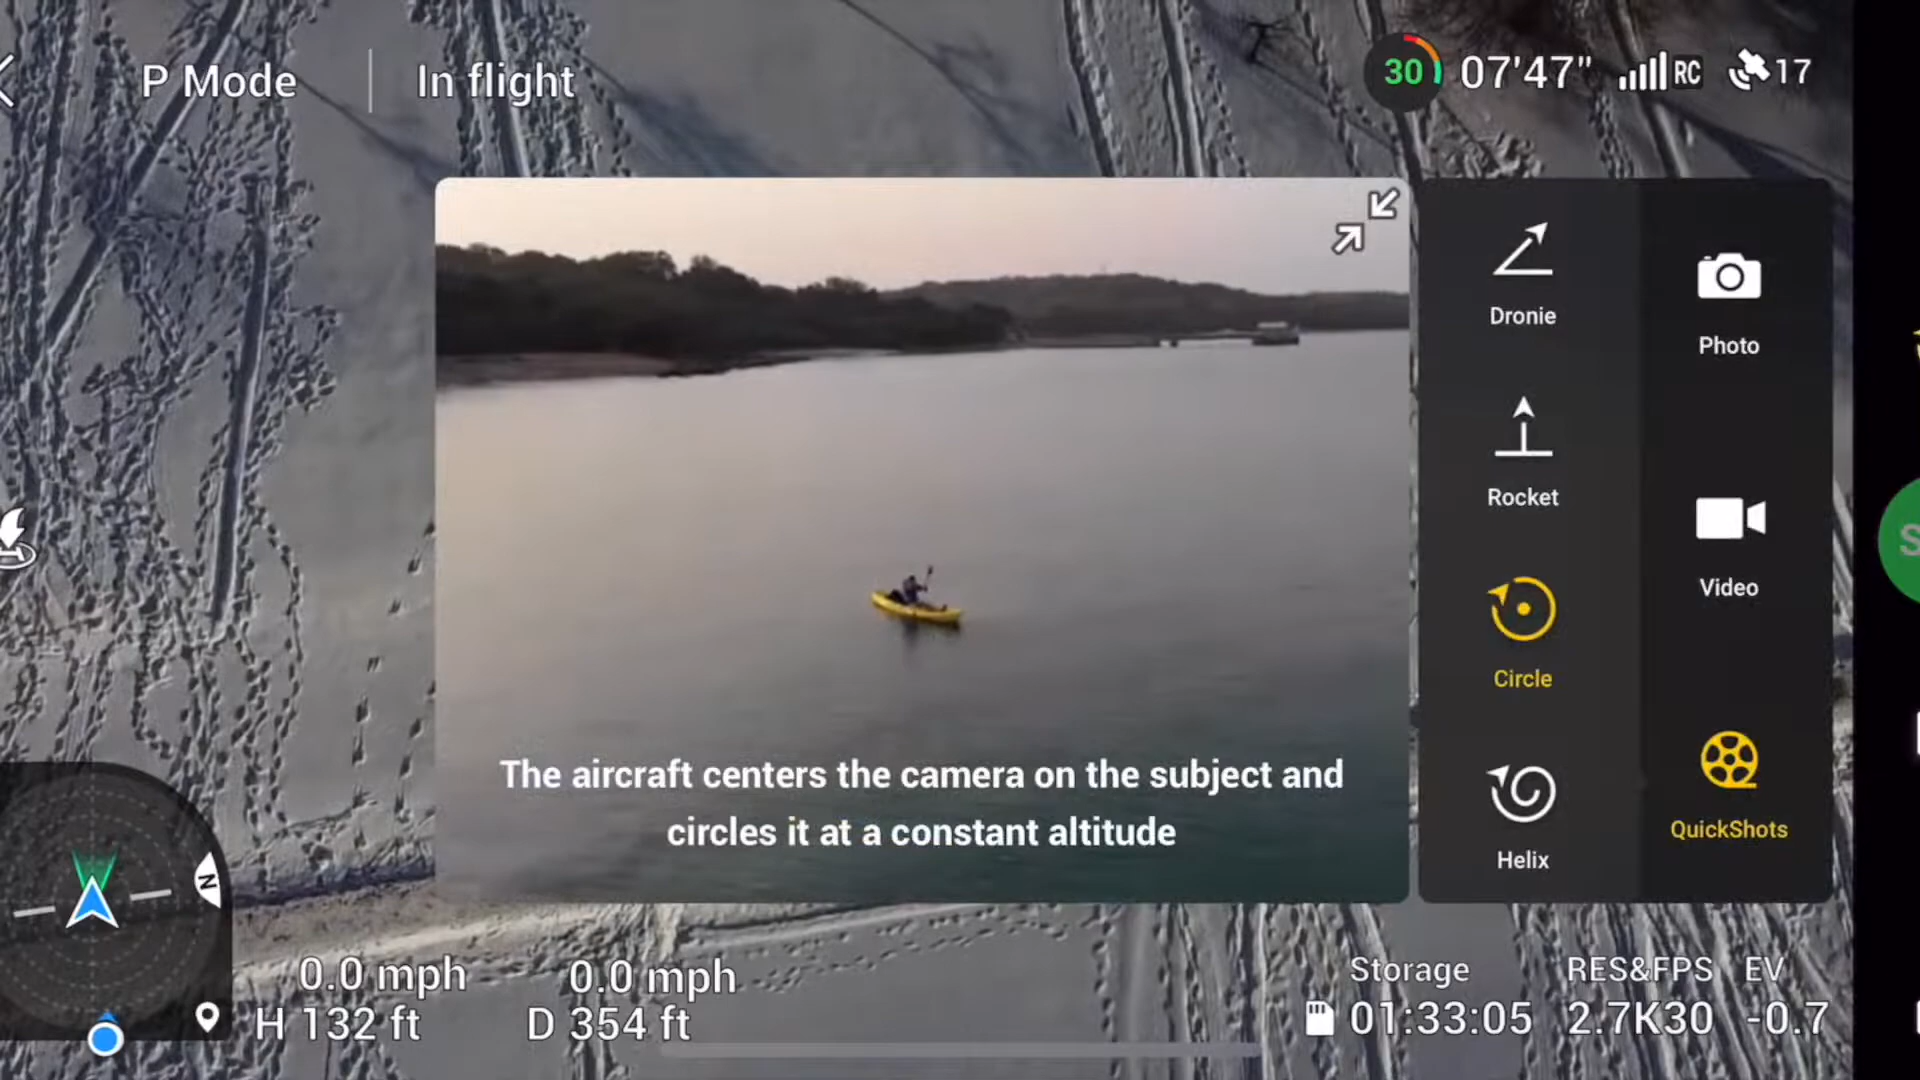 P Mode
In flight
30
07'47"
RC
17
Dronie
Photo
Rocket
Video
Circle
QuickShots
Helix
The aircraft centers the camera on the subject and
circles it at a constant altitude
N
0.0 mph
0.0 mph
H 132 ft
D 354 ft
Storage
RES&FPS
EV
01:33:05
2.7K30
-0.7
S